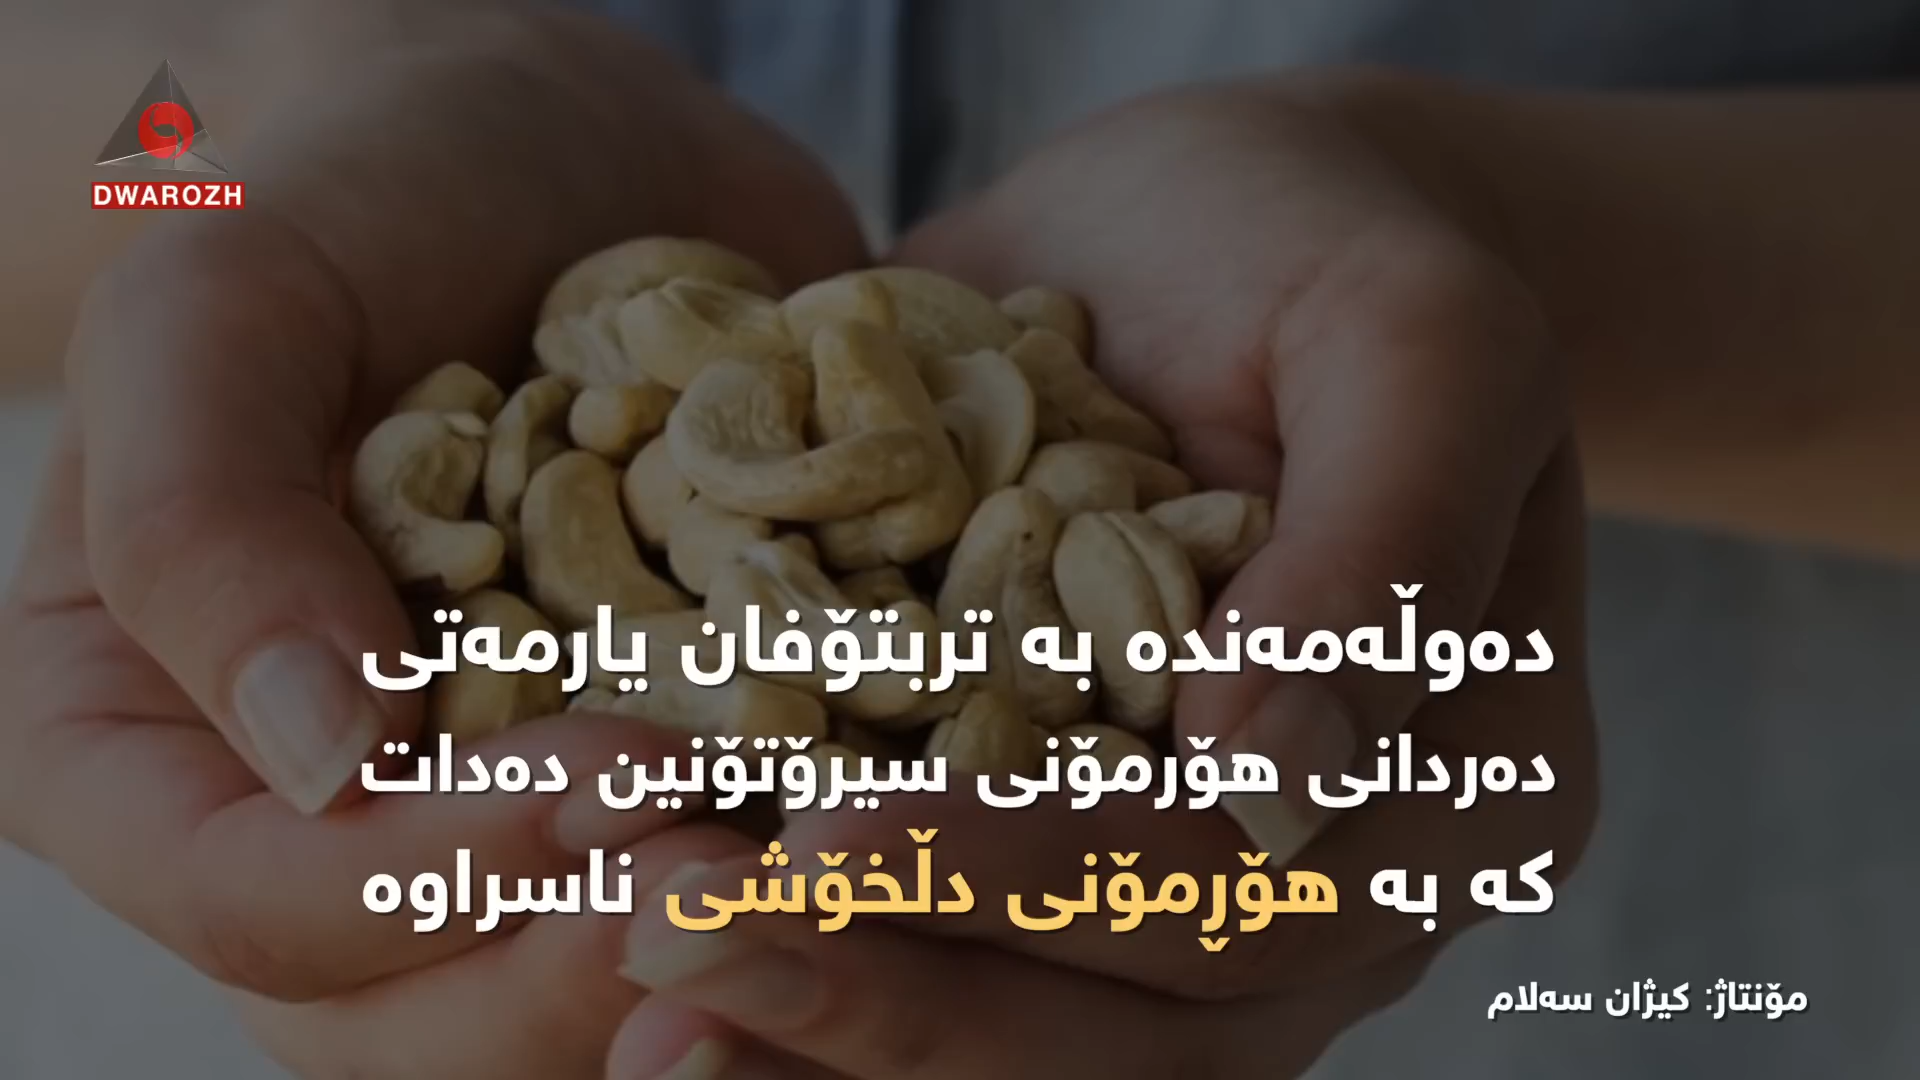 DWAROZH
دەوڵەمەندە بە تربتۆفان یارمەتی
دەردانی هۆرمۆنی سیرۆتۆنین دەدات
کە بە هۆڕمۆنی دڵخۆشی ناسراوە
مۆنتاژ: کیژان سەلام